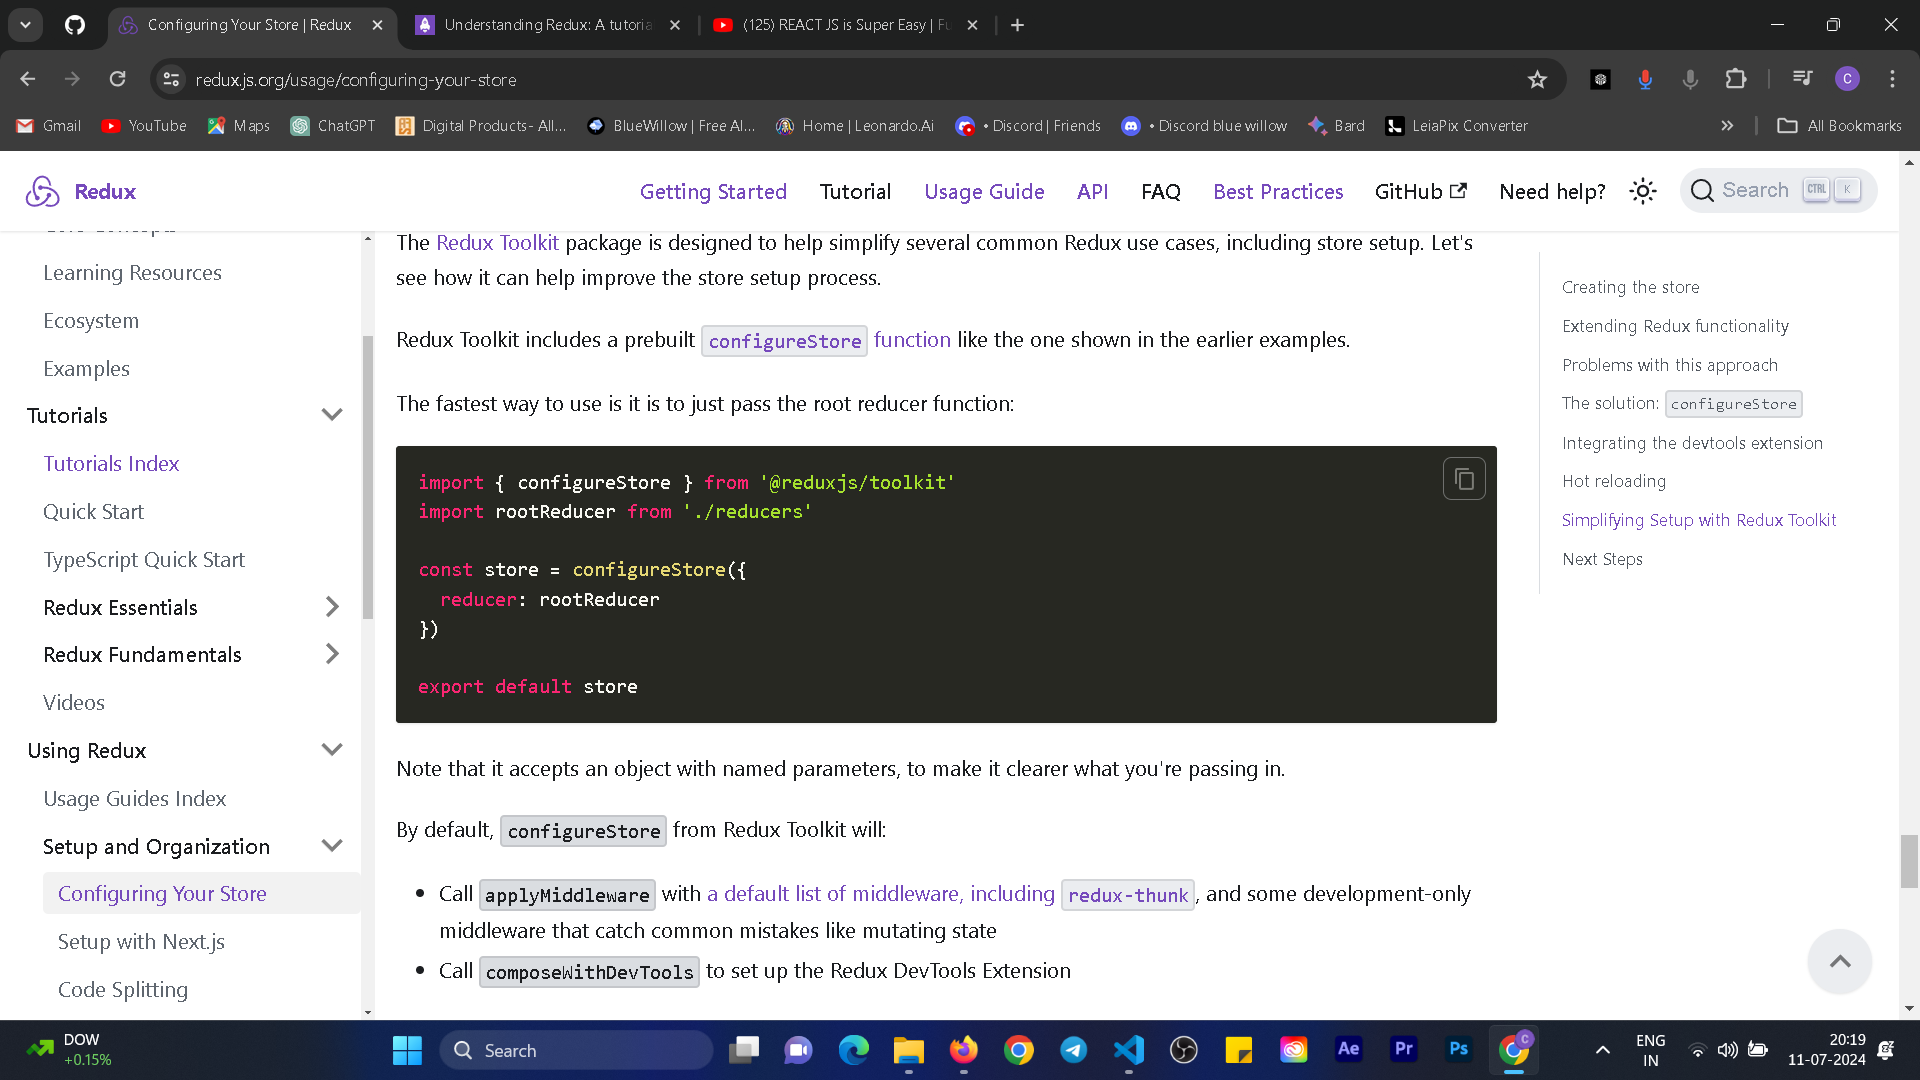 Configuring Your Store | Redux
Understanding Redux: A tutoria
(125) REACT JS is Super Easy | Fu
redux.js.org/usage/configuring-your-store
C
Gmail
YouTube
Maps
ChatGPT
Digital Products- All...
BlueWillow | Free AI...
Home | Leonardo.Ai
• Discord | Friends
• Discord blue willow
Bard
LeiaPix Converter
All Bookmarks
Redux
Getting Started
Tutorial
Usage Guide
API
FAQ
Best Practices
GitHub
Need help?
Search
CTRL
K
Core Concepts
Learning Resources
Ecosystem
Examples
Tutorials
Tutorials Index
Quick Start
TypeScript Quick Start
Redux Essentials
Redux Fundamentals
Videos
Using Redux
Usage Guides Index
Setup and Organization
Configuring Your Store
Setup with Next.js
Code Splitting
The Redux Toolkit package is designed to help simplify several common Redux use cases, including store setup. Let's
see how it can help improve the store setup process.
Redux Toolkit includes a prebuilt configureStore function like the one shown in the earlier examples.
The fastest way to use is it is to just pass the root reducer function:
import { configureStore } from '@reduxjs/toolkit'
import rootReducer from './reducers'
const store = configureStore({
reducer: rootReducer
})
export default store
Note that it accepts an object with named parameters, to make it clearer what you're passing in.
By default, configureStore from Redux Toolkit will:
• Call applyMiddleware with a default list of middleware, including redux-thunk, and some development-only
middleware that catch common mistakes like mutating state
• Call composeWithDevTools to set up the Redux DevTools Extension
Creating the store
Extending Redux functionality
Problems with this approach
The solution: configureStore
Integrating the devtools extension
Hot reloading
Simplifying Setup with Redux Toolkit
Next Steps
DOW
+0.15%
Search
Ae
Pr
Ps
C
ENG
IN
20:19
11-07-2024